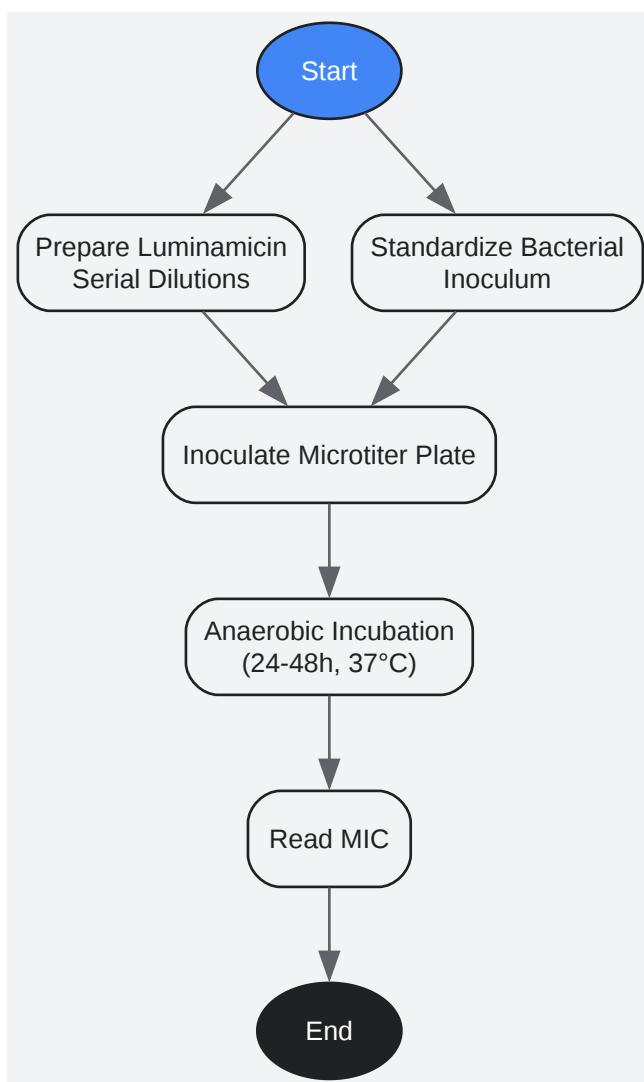 Start
Prepare Luminamicin
Serial Dilutions
Standardize Bacterial
Inoculum
Inoculate Microtiter Plate
Anaerobic Incubation
(24-48h, 37°C)
Read MIC
End